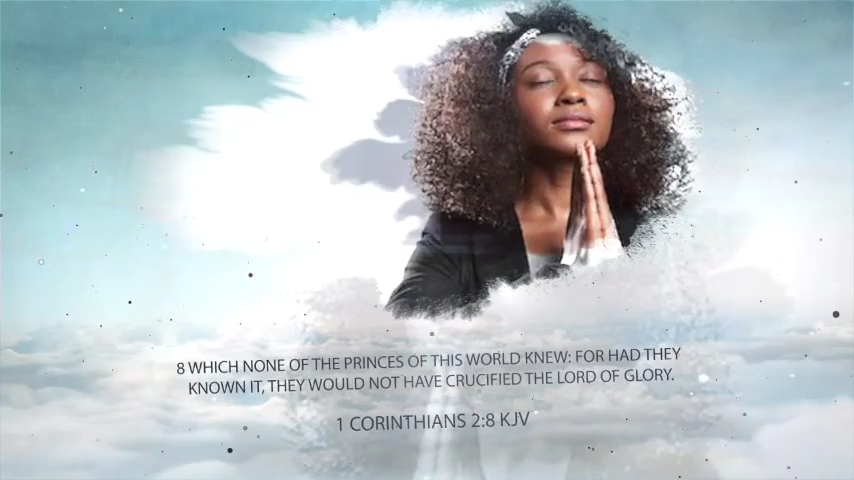 8 WHICH NONE OF THE PRINCES OF THIS WORLD KNEW: FOR HAD THEY
KNOWN IT, THEY WOULD NOT HAVE CRUCIFIED THE LORD OF GLORY.
1 CORINTHIANS 2:8 KJV